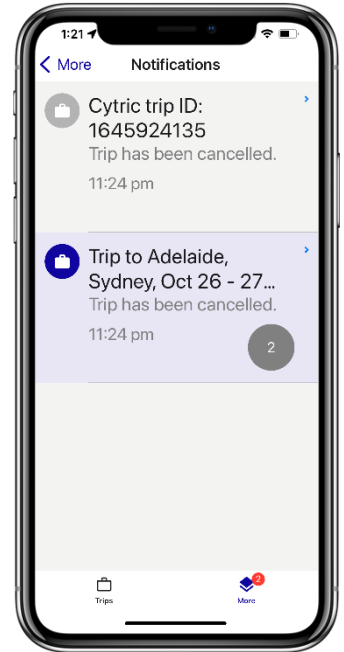 1:21
More
Notifications
Cytric trip ID:
1645924135
Trip has been cancelled.
11:24 pm
Trip to Adelaide,
Sydney, Oct 26 - 27...
Trip has been cancelled.
11:24 pm
2
2
Trips
More